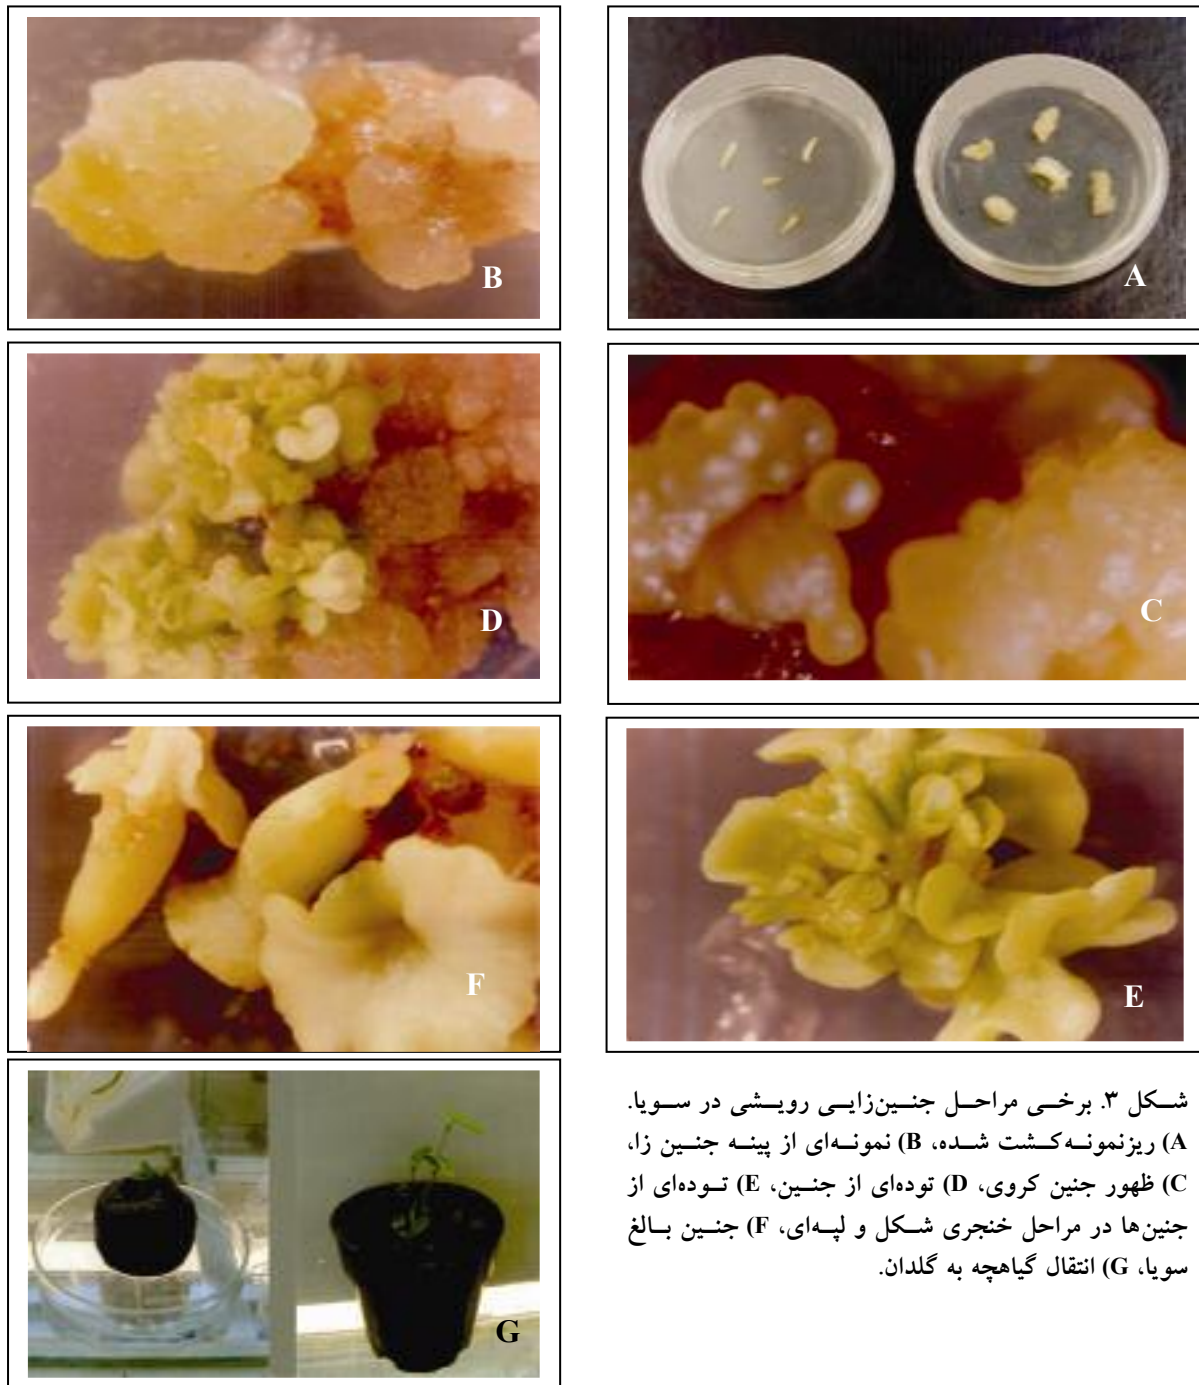 A
B
C
D
E
F
G
شکل ۳. برخی مراحل جنین‌زایی رویشی در سویا.
A) ریزنمونه‌کشت شده، B) نمونه‌ای از پینه جنین زا،
C) ظهور جنین کروی، D) توده‌ای از جنین، E) توده‌ای از
جنین‌ها در مراحل خنجری شکل و لپه‌ای، F) جنین بالغ
سویا، G) انتقال گیاهچه به گلدان.